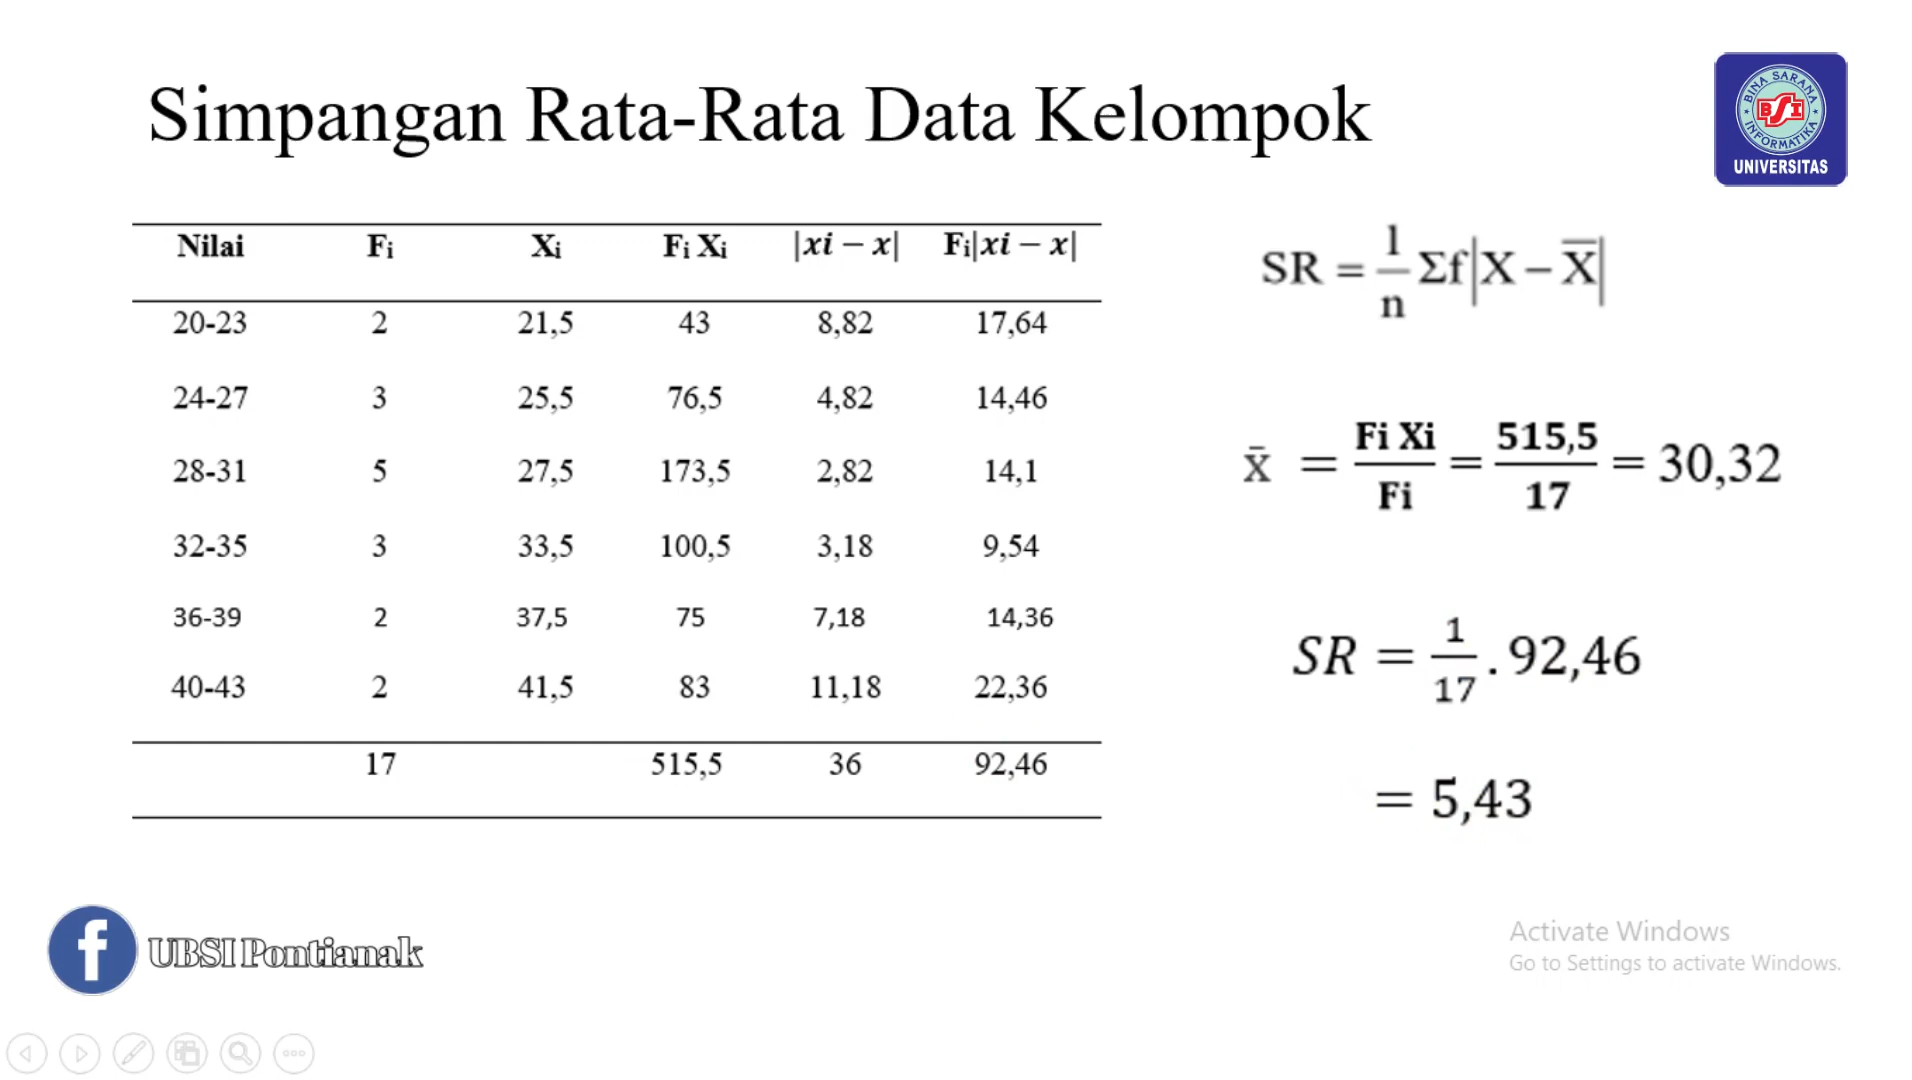 Simpangan Rata-Rata Data Kelompok
BINA SARANA
BSI
INFORMATIKA
UNIVERSITAS
Nilai Fi Xi Fi Xi |xi − x| Fi|xi − x|
20-23 2 21,5 43 8,82 17,64
24-27 3 25,5 76,5 4,82 14,46
28-31 5 27,5 173,5 2,82 14,1
32-35 3 33,5 100,5 3,18 9,54
36-39 2 37,5 75 7,18 14,36
40-43 2 41,5 83 11,18 22,36
17 515,5 36 92,46
SR = 1/n Σf|X − X̄|
x̄ = Fi Xi/Fi = 515,5/17 = 30,32
SR = 1/17 . 92,46
= 5,43
f UBSI Pontianak
Activate Windows
Go to Settings to activate Windows.